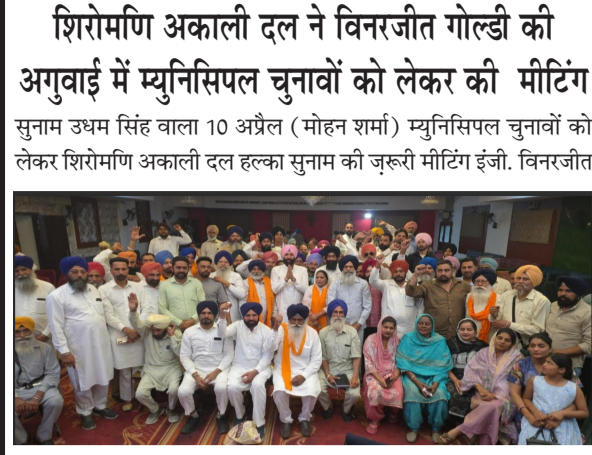 शिरोमणि अकाली दल ने विनरजीत गोल्डी की
अगुवाई में म्युनिसिपल चुनावों को लेकर की मीटिंग
सुनाम उधम सिंह वाला 10 अप्रैल (मोहन शर्मा) म्युनिसिपल चुनावों को
लेकर शिरोमणि अकाली दल हल्का सुनाम की ज़रूरी मीटिंग इंजी. विनरजीत